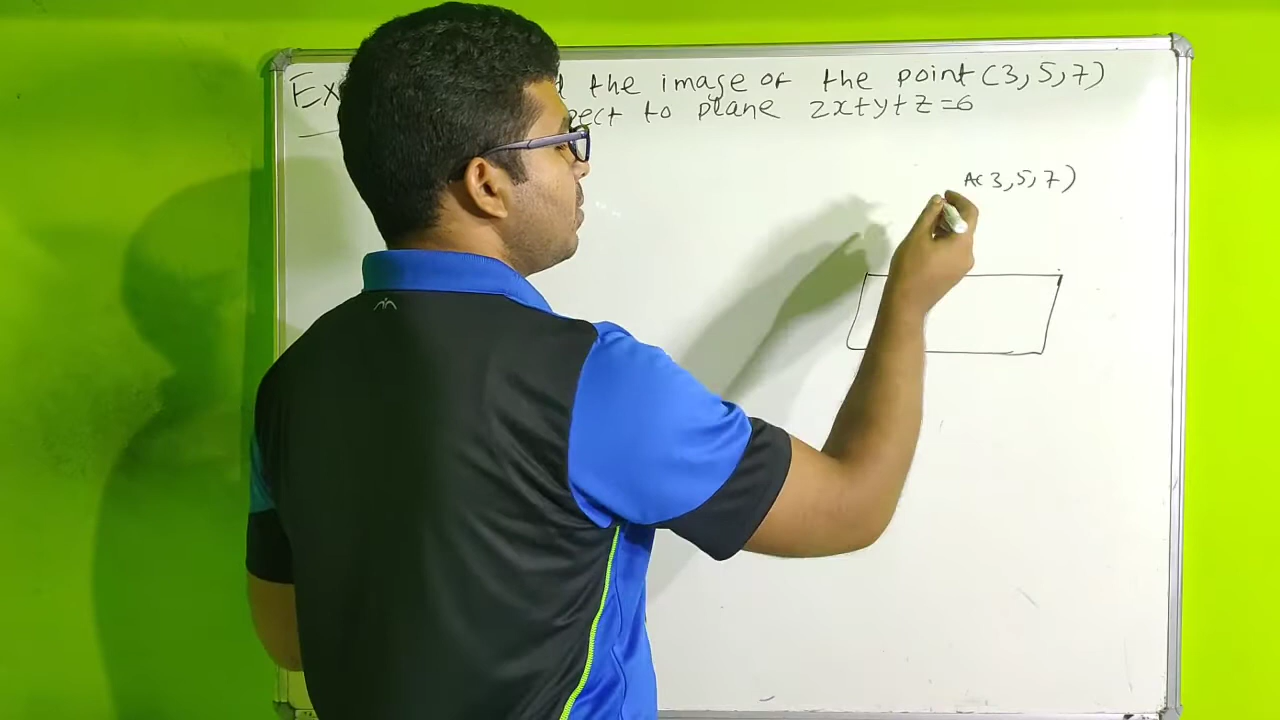 Ex the image of the point (3,5,7)
pect to plane 2x+y+z=6
A(3,5,7)